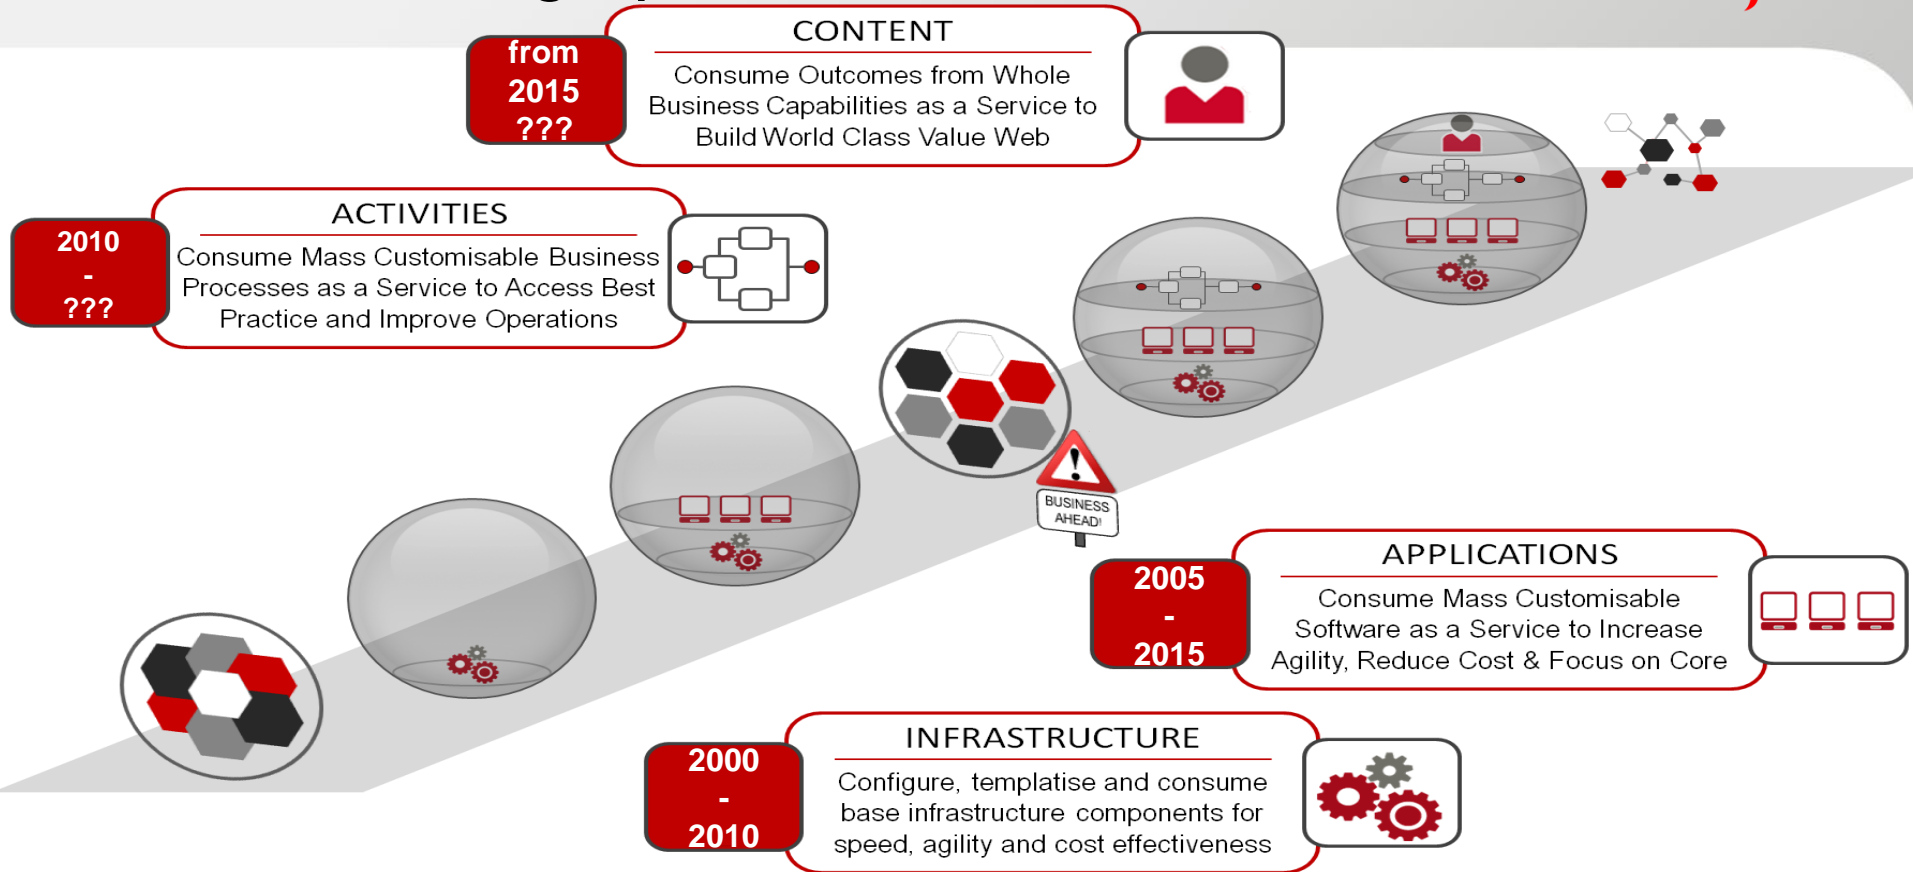 from
2015
???
CONTENT
Consume Outcomes from Whole
Business Capabilities as a Service to
Build World Class Value Web
2010
-
???
ACTIVITIES
Consume Mass Customisable Business
Processes as a Service to Access Best
Practice and Improve Operations
BUSINESS
AHEAD!
2005
-
2015
APPLICATIONS
Consume Mass Customisable
Software as a Service to Increase
Agility, Reduce Cost & Focus on Core
2000
-
2010
INFRASTRUCTURE
Configure, templatise and consume
base infrastructure components for
speed, agility and cost effectiveness